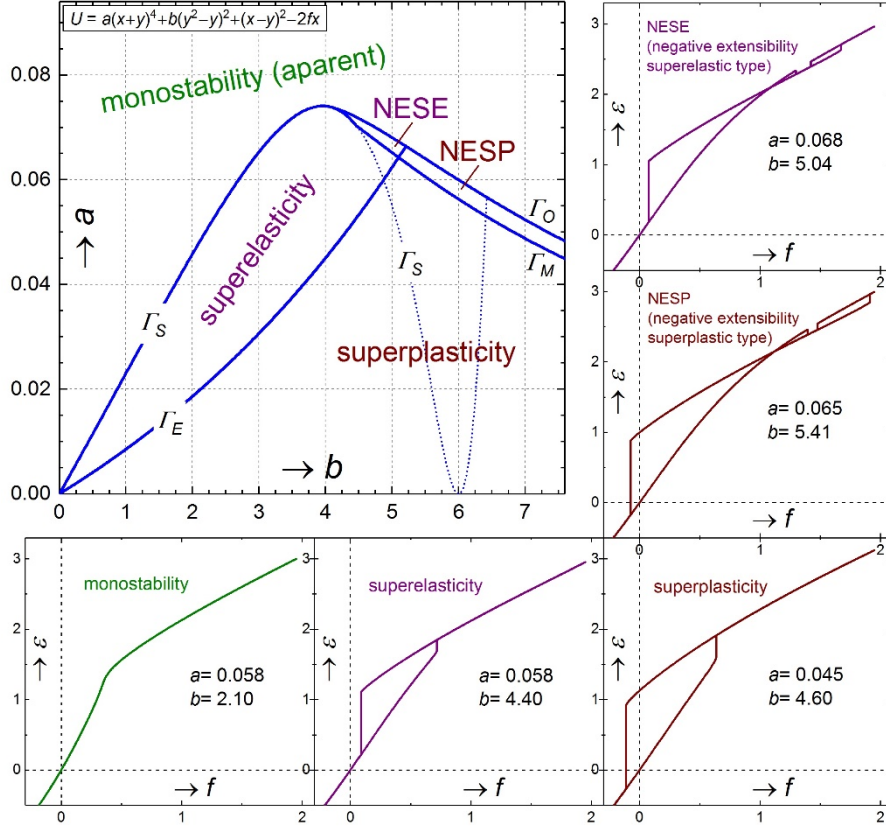 U = a(x+y)⁴+b(y²−y)²+(x−y)²−2fx
monostability (aparent)
NESE
NESP
superelasticity
superplasticity
Γ_S
Γ_E
Γ_S
Γ_O
Γ_M
→ a
0.08
0.06
0.04
0.02
0.00
0 1 2 3 4 5 6 7
→ b
NESE
(negative extensibility
superelastic type)
a= 0.068
b= 5.04
→ ε
3
2
1
0
→ f
0 1 2
NESP
(negative extensibility
superplastic type)
a= 0.065
b= 5.41
→ ε
3
2
1
0
→ f
0 1 2
monostability
a= 0.058
b= 2.10
→ ε
3
2
1
0
→ f
0 1 2
superelasticity
a= 0.058
b= 4.40
→ ε
3
2
1
0
→ f
0 1 2
superplasticity
a= 0.045
b= 4.60
→ ε
3
2
1
0
→ f
0 1 2